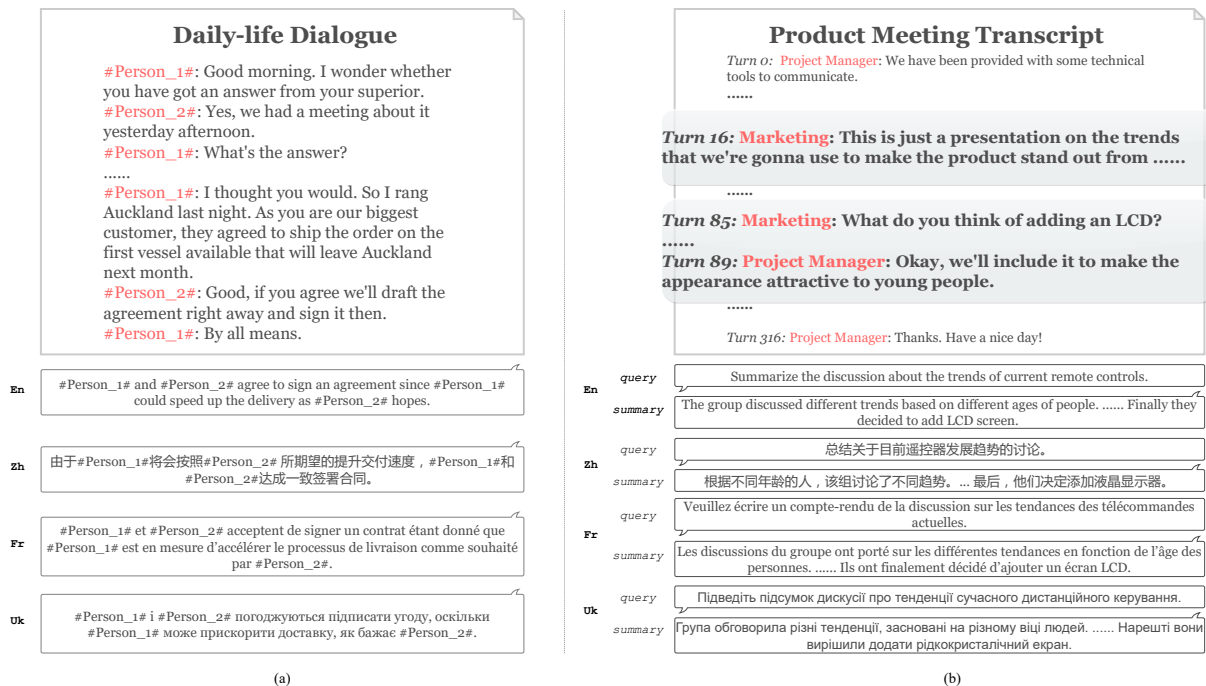 Daily-life Dialogue
#Person_1#: Good morning. I wonder whether
you have got an answer from your superior.
#Person_2#: Yes, we had a meeting about it
yesterday afternoon.
#Person_1#: What's the answer?
......
#Person_1#: I thought you would. So I rang
Auckland last night. As you are our biggest
customer, they agreed to ship the order on the
first vessel available that will leave Auckland
next month.
#Person_2#: Good, if you agree we'll draft the
agreement right away and sign it then.
#Person_1#: By all means.
En
#Person_1# and #Person_2# agree to sign an agreement since #Person_1#
could speed up the delivery as #Person_2# hopes.
Zh
由于#Person_1#将会按照#Person_2# 所期望的提升交付速度，#Person_1#和
#Person_2#达成一致签署合同。
Fr
#Person_1# et #Person_2# acceptent de signer un contrat étant donné que
#Person_1# est en mesure d'accélérer le processus de livraison comme souhaité
par #Person_2#.
Uk
#Person_1# і #Person_2# погоджуються підписати угоду, оскільки
#Person_1# може прискорити доставку, як бажає #Person_2#.
(a)
Product Meeting Transcript
Turn 0: Project Manager: We have been provided with some technical
tools to communicate.
......
Turn 16: Marketing: This is just a presentation on the trends
that we're gonna use to make the product stand out from ......
......
Turn 85: Marketing: What do you think of adding an LCD?
......
Turn 89: Project Manager: Okay, we'll include it to make the
appearance attractive to young people.
......
Turn 316: Project Manager: Thanks. Have a nice day!
En
query
Summarize the discussion about the trends of current remote controls.
summary
The group discussed different trends based on different ages of people. ...... Finally they
decided to add LCD screen.
Zh
query
总结关于目前遥控器发展趋势的讨论。
summary
根据不同年龄的人，该组讨论了不同趋势。... 最后，他们决定添加液晶显示器。
Fr
query
Veuillez écrire un compte-rendu de la discussion sur les tendances des télécommandes
actuelles.
summary
Les discussions du groupe ont porté sur les différentes tendances en fonction de l'âge des
personnes. ...... Ils ont finalement décidé d'ajouter un écran LCD.
Uk
query
Підведіть підсумок дискусії про тенденції сучасного дистанційного керування.
summary
Група обговорила різні тенденції, засновані на різному віці людей. ...... Нарешті вони
вирішили додати рідкокристалічний екран.
(b)